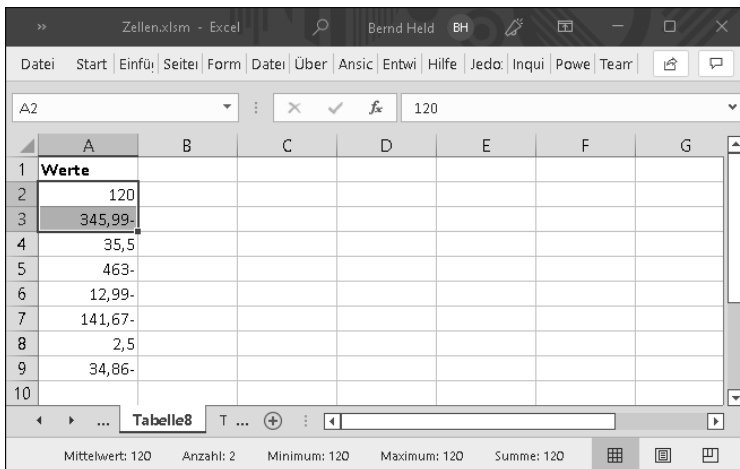 Zellen.xlsm - Excel Bernd Held BH
Datei Start Einfü Seiter Form Datei Über Ansic Entwi Hilfe Jedo: Inqui Powe Tearr
A2 fx 120
A B C D E F G
1 Werte
2 120
3 345,99-
4 35,5
5 463-
6 12,99-
7 141,67-
8 2,5
9 34,86-
10
... Tabelle8 T ...
Mittelwert: 120 Anzahl: 2 Minimum: 120 Maximum: 120 Summe: 120